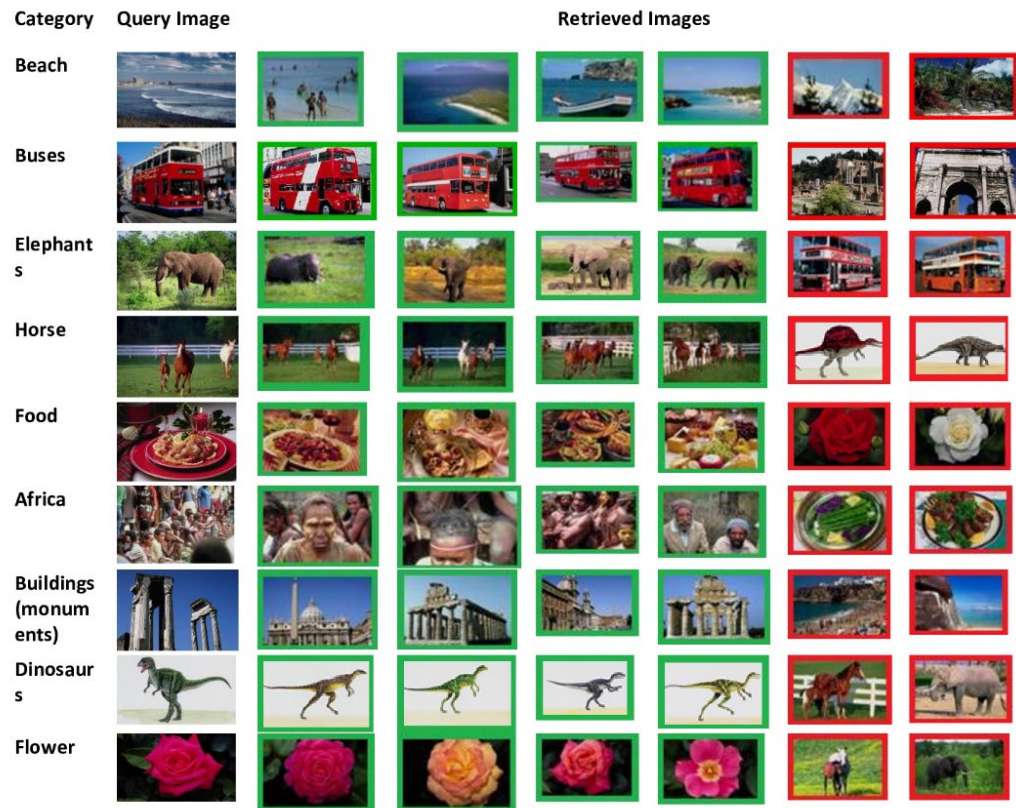 Category Query Image Retrieved Images
Beach
Buses
Elephant
s
Horse
Food
Africa
Buildings
(monum
ents)
Dinosaur
s
Flower